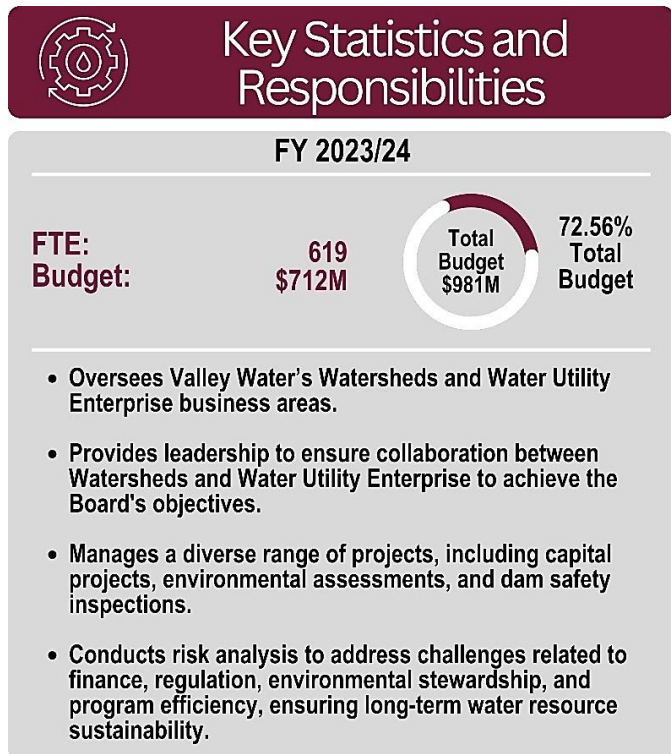 Key Statistics and
Responsibilities
FY 2023/24
FTE: 619
Budget: $712M
Total
Budget
$981M
72.56%
Total
Budget
• Oversees Valley Water’s Watersheds and Water Utility
Enterprise business areas.
• Provides leadership to ensure collaboration between
Watersheds and Water Utility Enterprise to achieve the
Board's objectives.
• Manages a diverse range of projects, including capital
projects, environmental assessments, and dam safety
inspections.
• Conducts risk analysis to address challenges related to
finance, regulation, environmental stewardship, and
program efficiency, ensuring long-term water resource
sustainability.